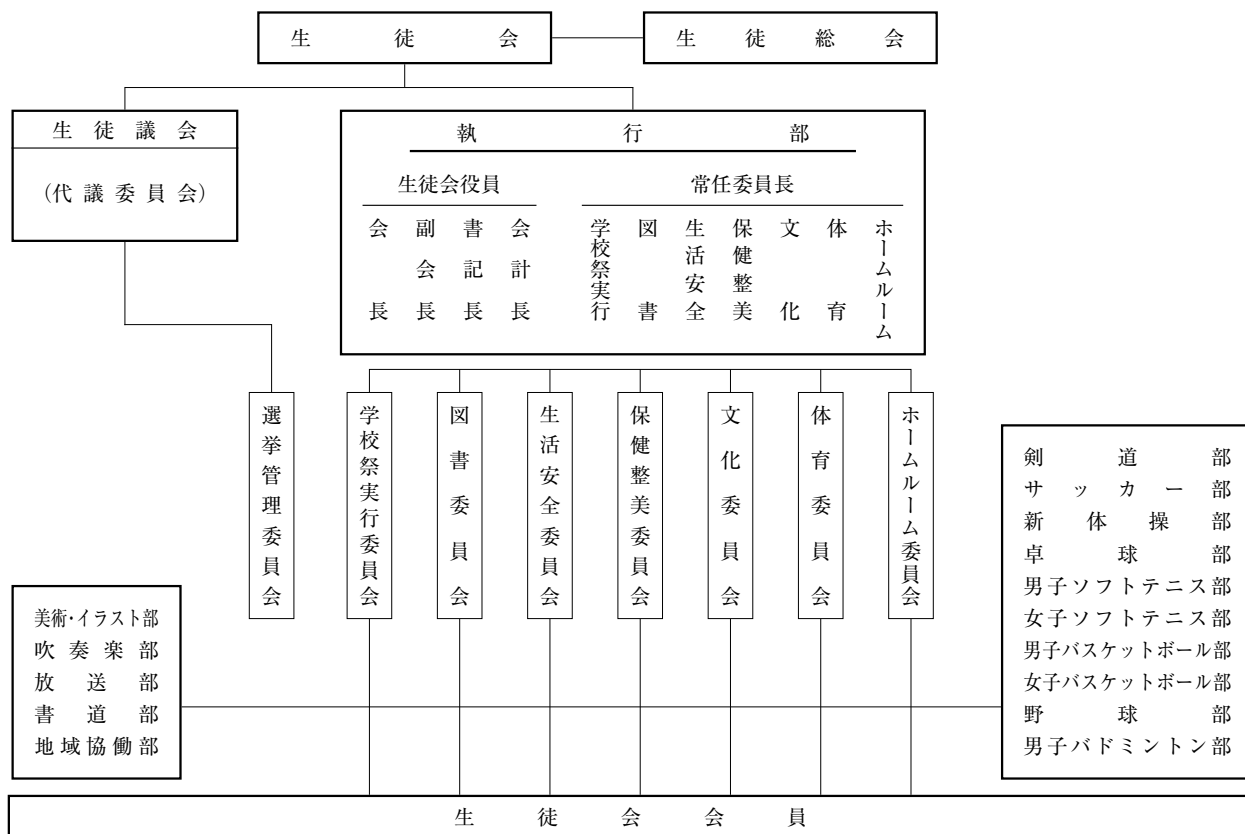 生徒会
生徒総会
生徒議会
(代議委員会)
執行部
生徒会役員
常任委員長
会長
副会長
書記長
会計長
学校祭実行
図書
生活安全
保健整美
文化
体育
ホームルーム
選挙管理委員会
学校祭実行委員会
図書委員会
生活安全委員会
保健整美委員会
文化委員会
体育委員会
ホームルーム委員会
美術・イラスト部
吹奏楽部
放送部
書道部
地域協働部
剣道部
サッカー部
新体操部
卓球部
男子ソフトテニス部
女子ソフトテニス部
男子バスケットボール部
女子バスケットボール部
野球部
男子バドミントン部
生徒会会員